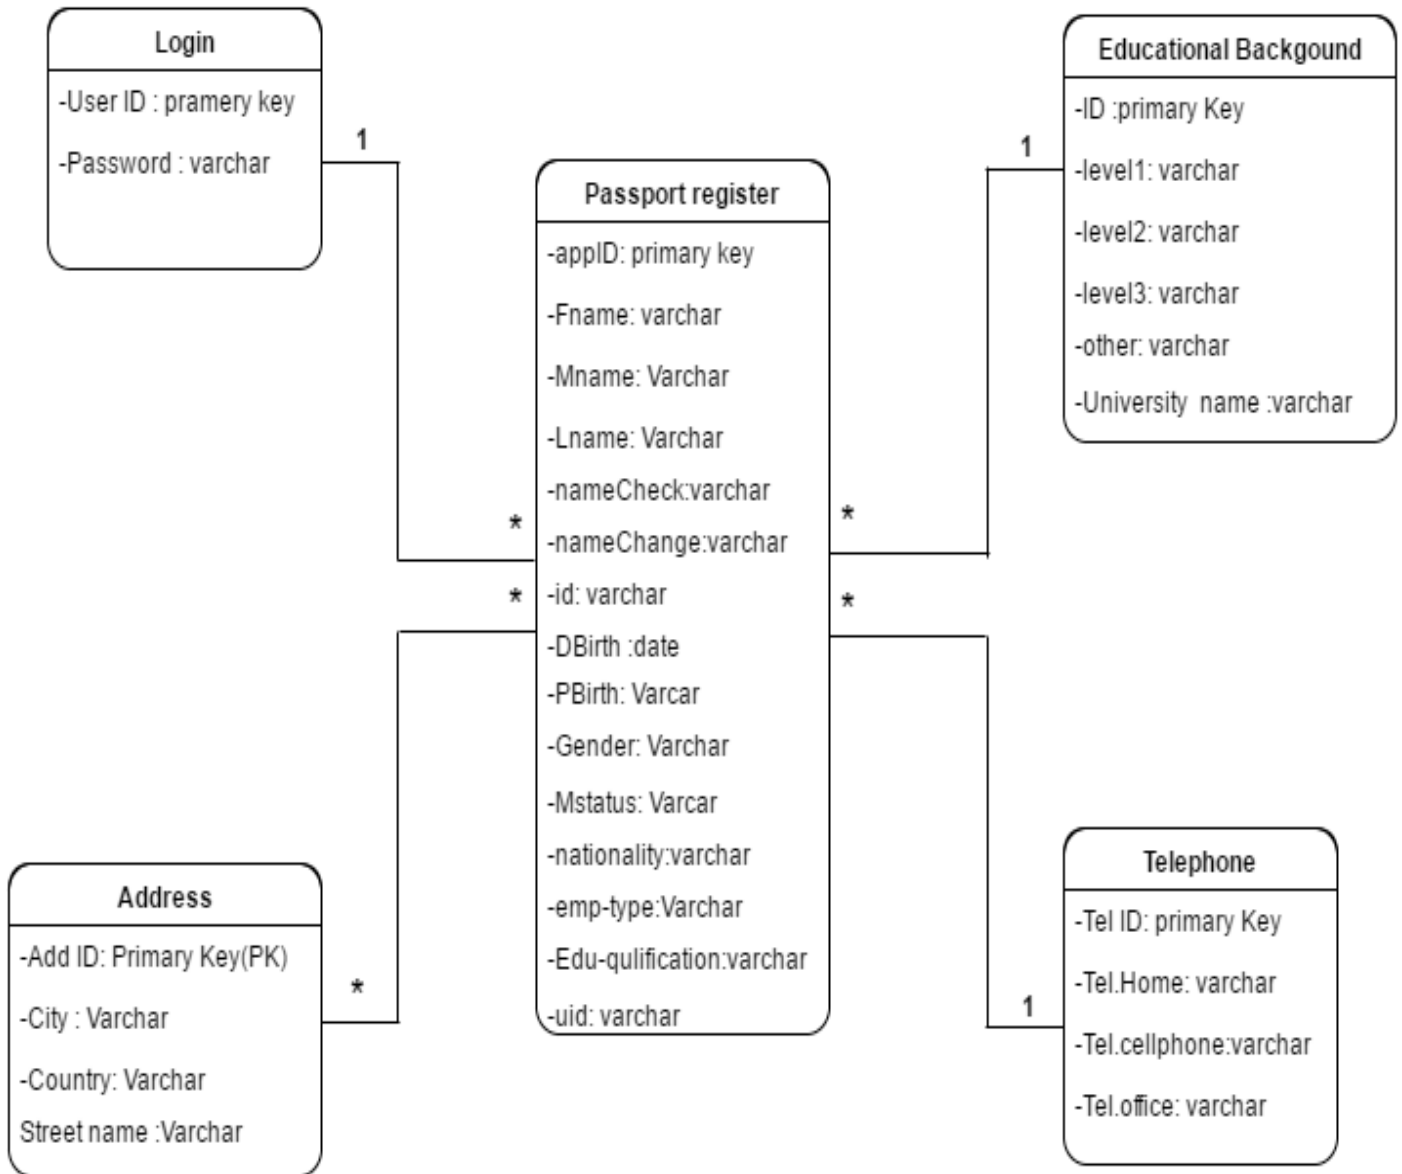 Login
-User ID : pramery key
-Password : varchar
1
Educational Backgound
-ID :primary Key
-level1: varchar
-level2: varchar
-level3: varchar
-other: varchar
-University name :varchar
1
Passport register
-appID: primary key
-Fname: varchar
-Mname: Varchar
-Lname: Varchar
-nameCheck:varchar
-nameChange:varchar
-id: varchar
-DBirth :date
-PBirth: Varcar
-Gender: Varchar
-Mstatus: Varcar
-nationality:varchar
-emp-type:Varchar
-Edu-qulification:varchar
-uid: varchar
*
*
*
*
Address
-Add ID: Primary Key(PK)
-City : Varchar
-Country: Varchar
Street name :Varchar
*
Telephone
-Tel ID: primary Key
-Tel.Home: varchar
-Tel.cellphone:varchar
-Tel.office: varchar
1